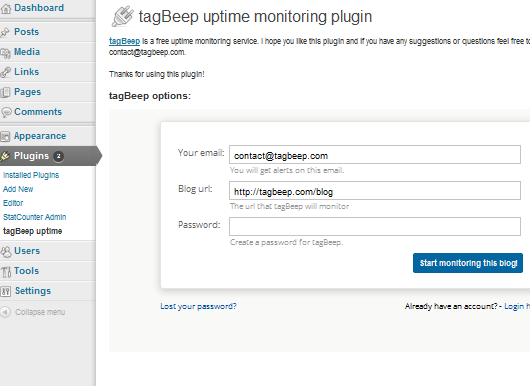 Dashboard
Posts
Media
Links
Pages
Comments
Appearance
Plugins 2
Installed Plugins
Add New
Editor
StatCounter Admin
tagBeep uptime
Users
Tools
Settings
Collapse menu
tagBeep uptime monitoring plugin
tagBeep is a free uptime monitoring service. I hope you like this plugin and if you have any suggestions or questions feel free to
contact@tagbeep.com.
Thanks for using this plugin!
tagBeep options:
Your email: contact@tagbeep.com
You will get alerts on this email.
Blog url: http://tagbeep.com/blog
The url that tagBeep will monitor
Password:
Create a password for tagBeep.
Start monitoring this blog!
Lost your password? Already have an account? - Login